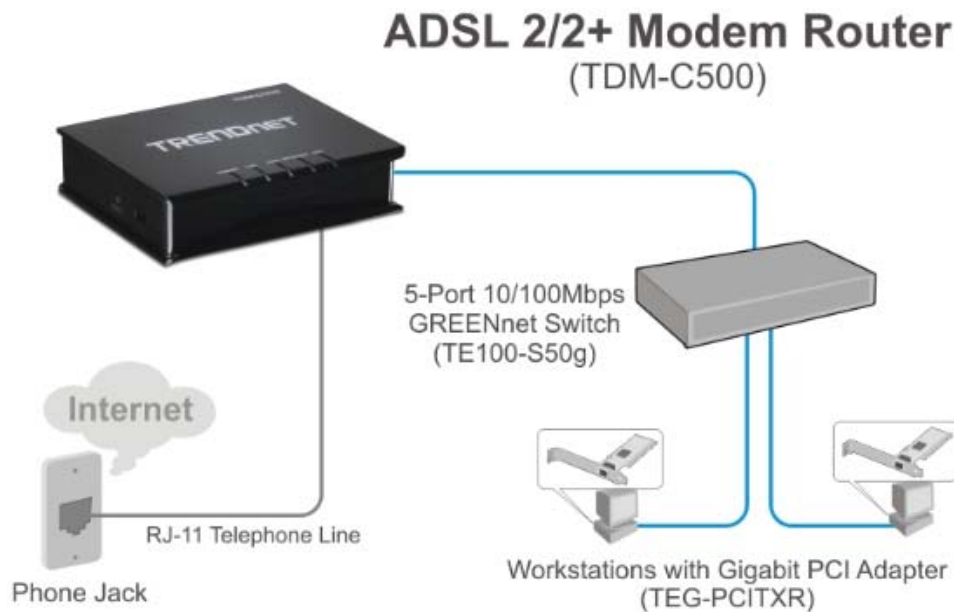 ADSL 2/2+ Modem Router
(TDM-C500)
TRENDNET
5-Port 10/100Mbps
GREENnet Switch
(TE100-S50g)
Internet
RJ-11 Telephone Line
Phone Jack
Workstations with Gigabit PCI Adapter
(TEG-PCITXR)